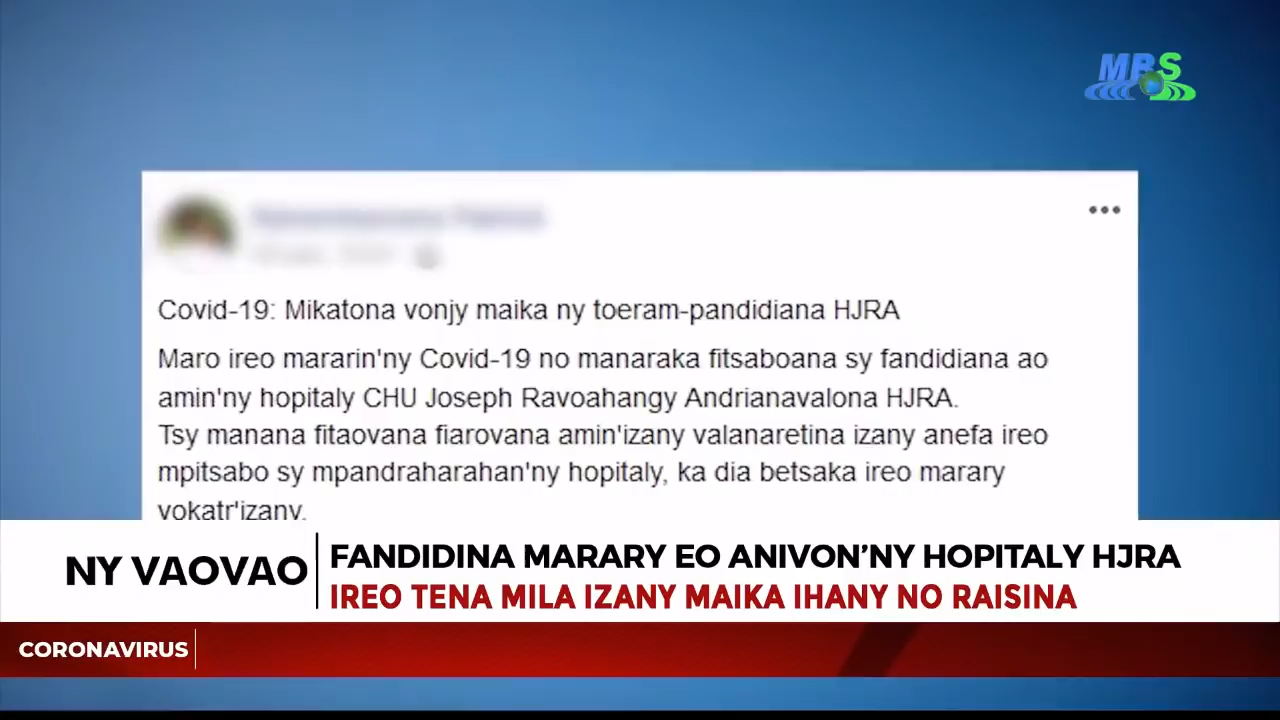 MBS
Covid-19: Mikatona vonjy maika ny toeram-pandidiana HJRA
Maro ireo mararin'ny Covid-19 no manaraka fitsaboana sy fandidiana ao
amin'ny hopitaly CHU Joseph Ravoahangy Andrianavalona HJRA.
Tsy manana fitaovana fiarovana amin'izany valanaretina izany anefa ireo
mpitsabo sy mpandraharahan'ny hopitaly, ka dia betsaka ireo marary
vokatr'izany.
NY VAOVAO
FANDIDINA MARARY EO ANIVON’NY HOPITALY HJRA
IREO TENA MILA IZANY MAIKA IHANY NO RAISINA
CORONAVIRUS